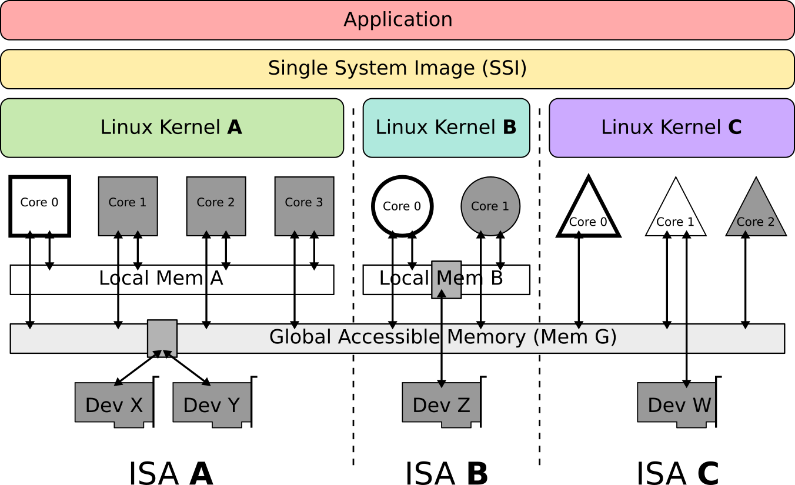 Application
Single System Image (SSI)
Linux Kernel A
Linux Kernel B
Linux Kernel C
Core 0
Core 1
Core 2
Core 3
Core 0
Core 1
Core 0
Core 1
Core 2
Local Mem A
Local Mem B
Global Accessible Memory (Mem G)
Dev X
Dev Y
Dev Z
Dev W
ISA A
ISA B
ISA C